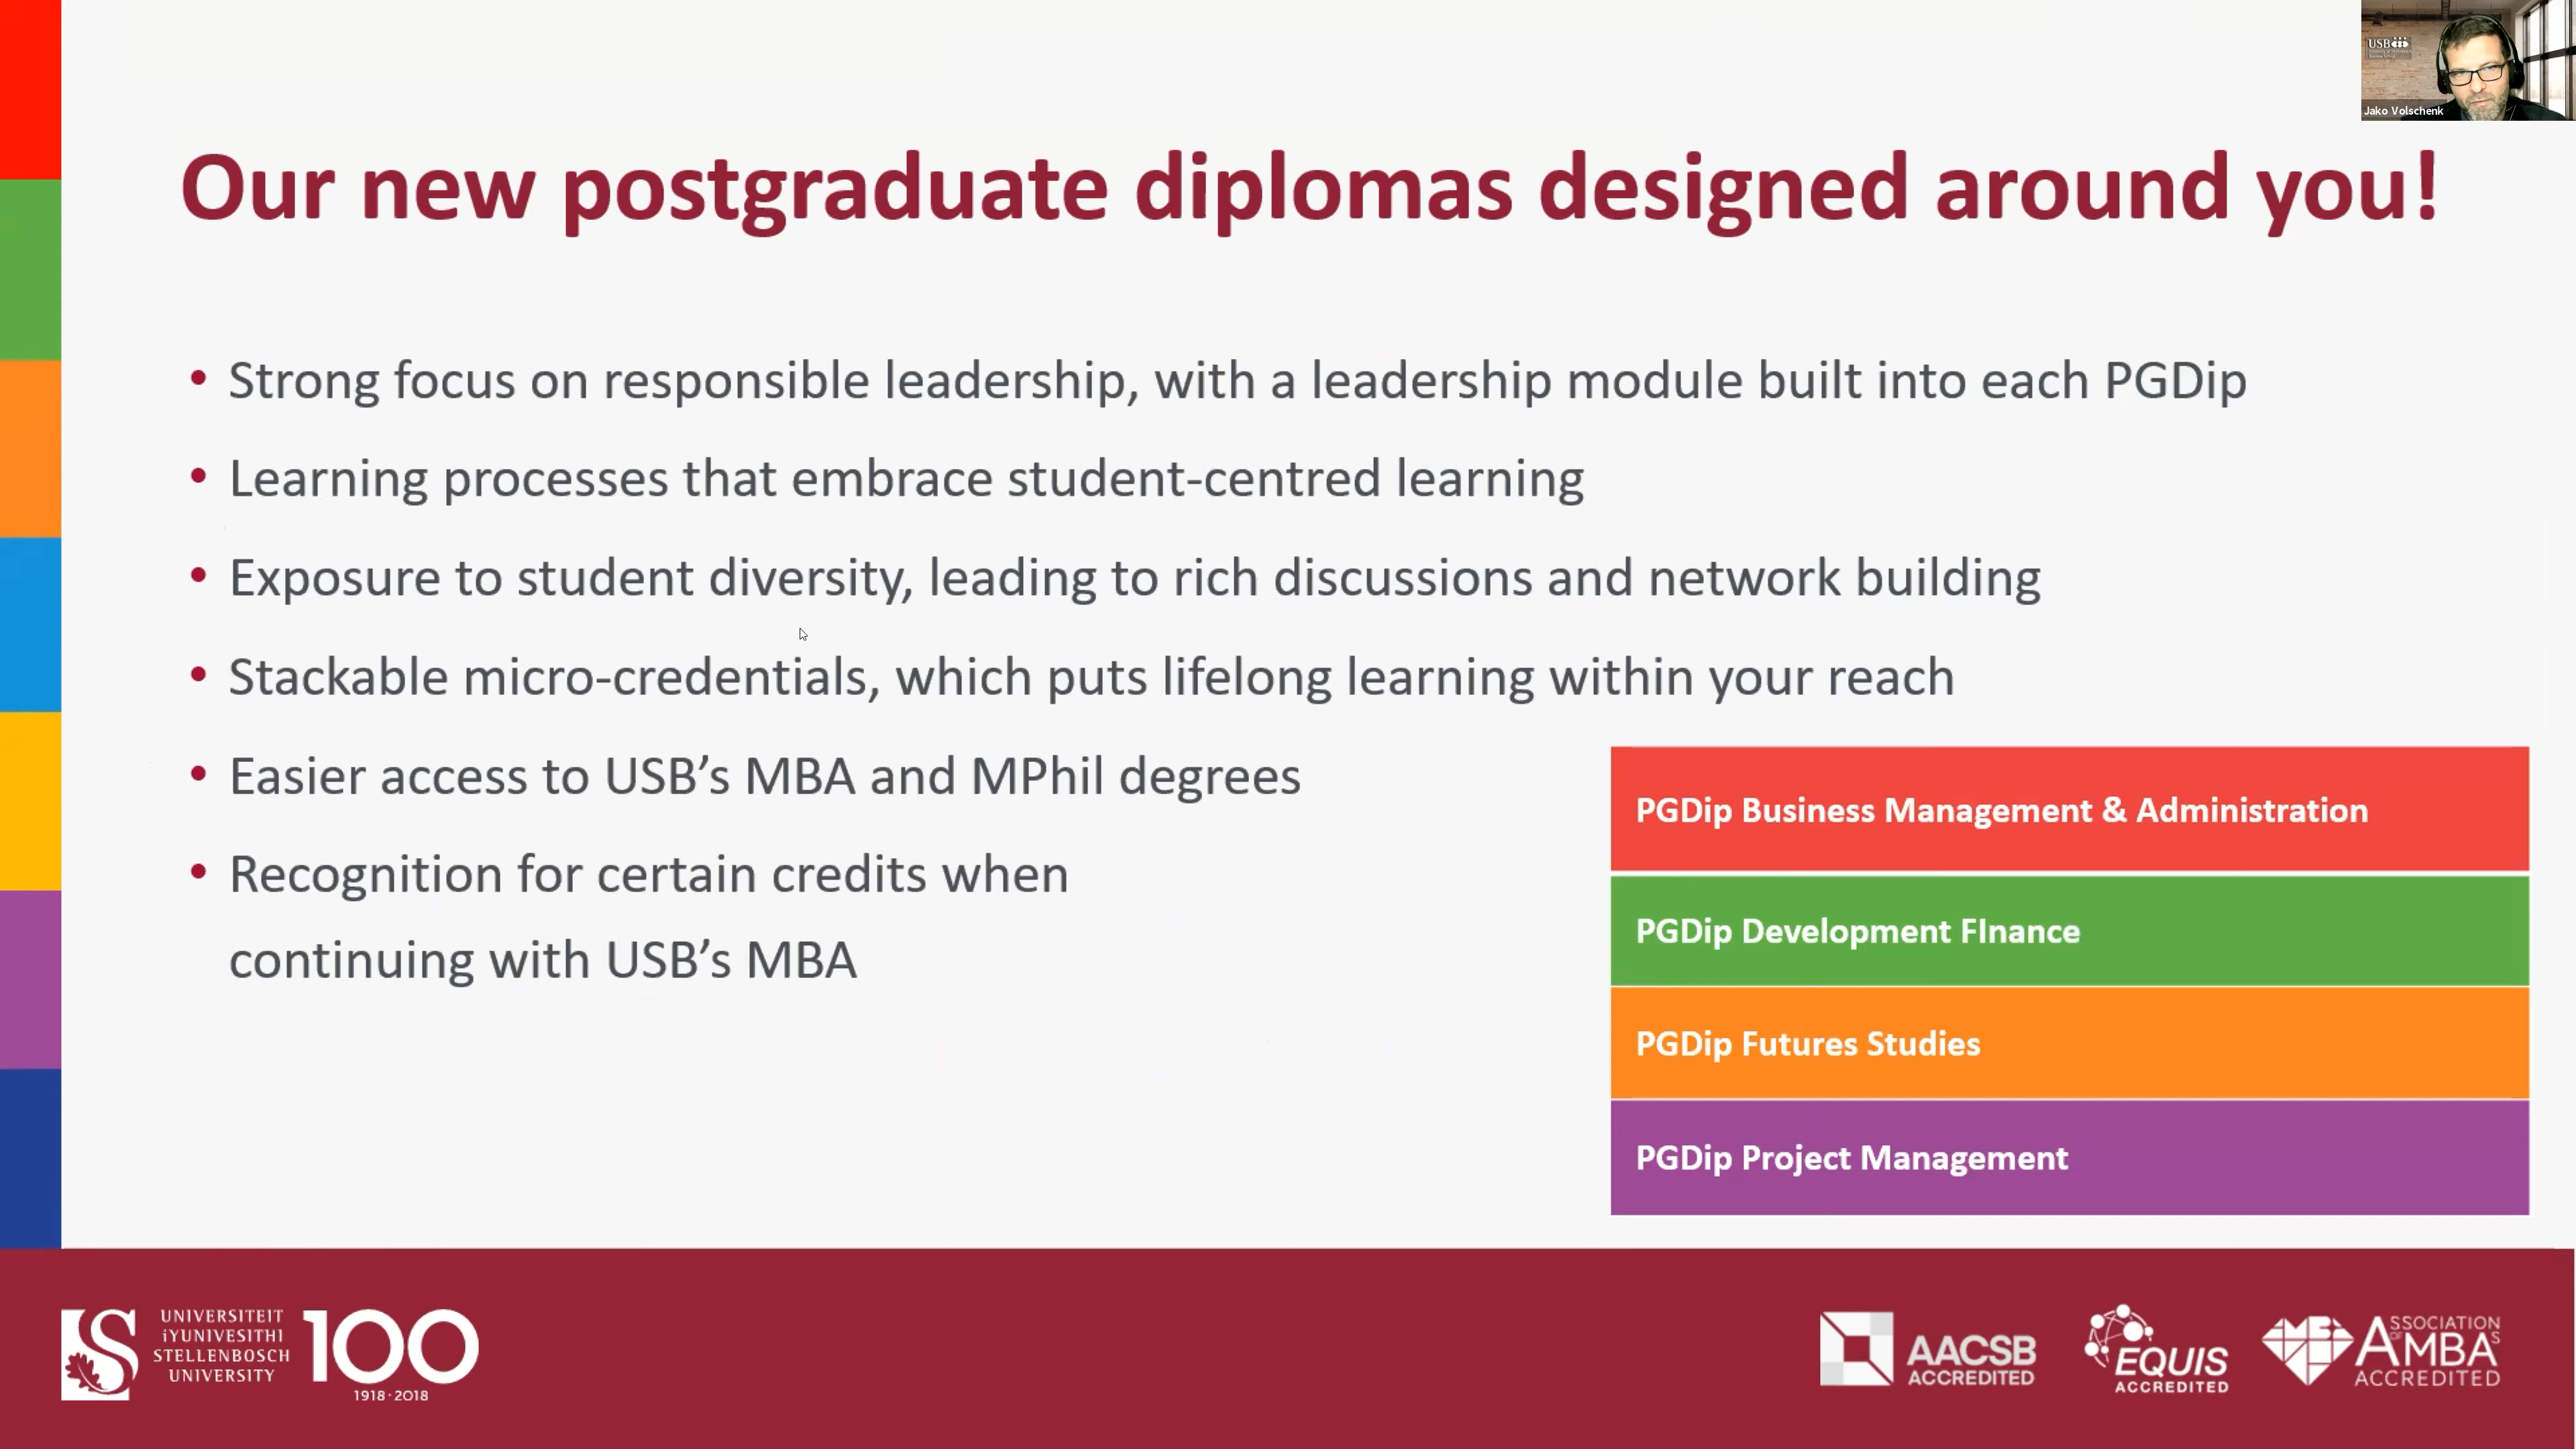 USB
Jako Volschenk
Our new postgraduate diplomas designed around you!
• Strong focus on responsible leadership, with a leadership module built into each PGDip
• Learning processes that embrace student-centred learning
• Exposure to student diversity, leading to rich discussions and network building
• Stackable micro-credentials, which puts lifelong learning within your reach
• Easier access to USB’s MBA and MPhil degrees
• Recognition for certain credits when
continuing with USB’s MBA
PGDip Business Management & Administration
PGDip Development FInance
PGDip Futures Studies
PGDip Project Management
UNIVERSITEIT
iYUNIVESITHI
STELLENBOSCH
UNIVERSITY
100
1918·2018
AACSB
ACCREDITED
EQUIS
ACCREDITED
ASSOCIATION
OF MBAS
ACCREDITED